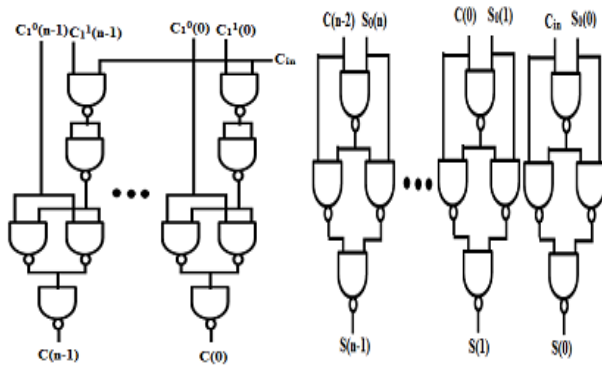 C₁⁰(n-1) C₁¹(n-1) C₁⁰(0) C₁¹(0)
Cin
C(n-2) S₀(n) C(0) S₀(1) Cin S₀(0)
C(n-1) C(0)
S(n-1) S(1) S(0)